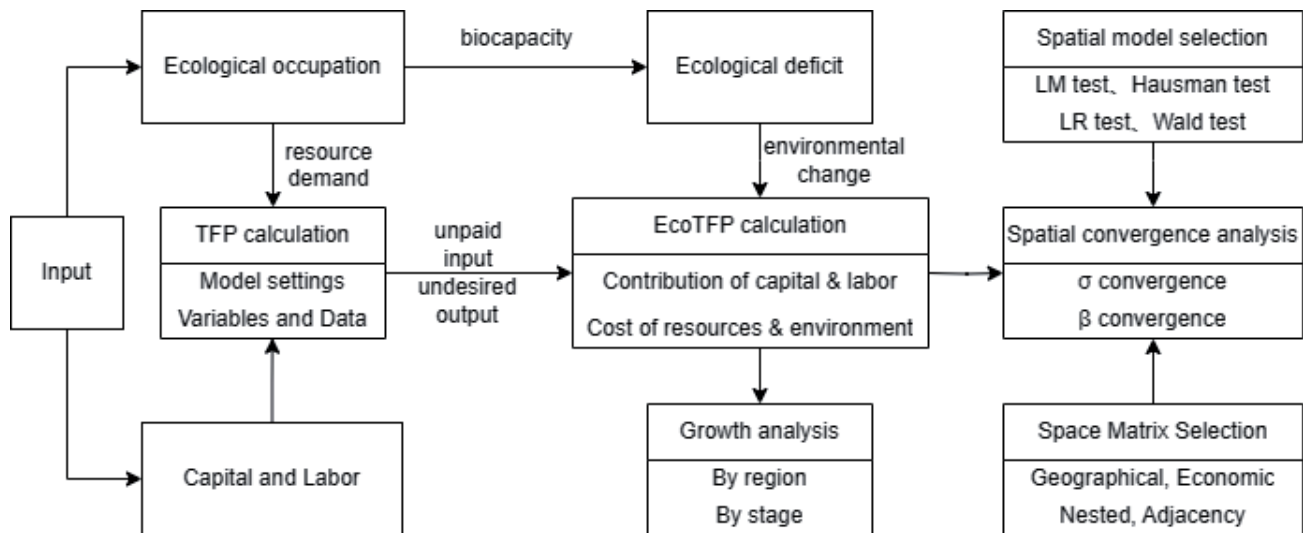 Input
Ecological occupation
biocapacity
Ecological deficit
resource
demand
environmental
change
TFP calculation
Model settings
Variables and Data
unpaid
input
undesired
output
EcoTFP calculation
Contribution of capital & labor
Cost of resources & environment
Capital and Labor
Growth analysis
By region
By stage
Spatial model selection
LM test、Hausman test
LR test、Wald test
Spatial convergence analysis
σ convergence
β convergence
Space Matrix Selection
Geographical, Economic
Nested, Adjacency